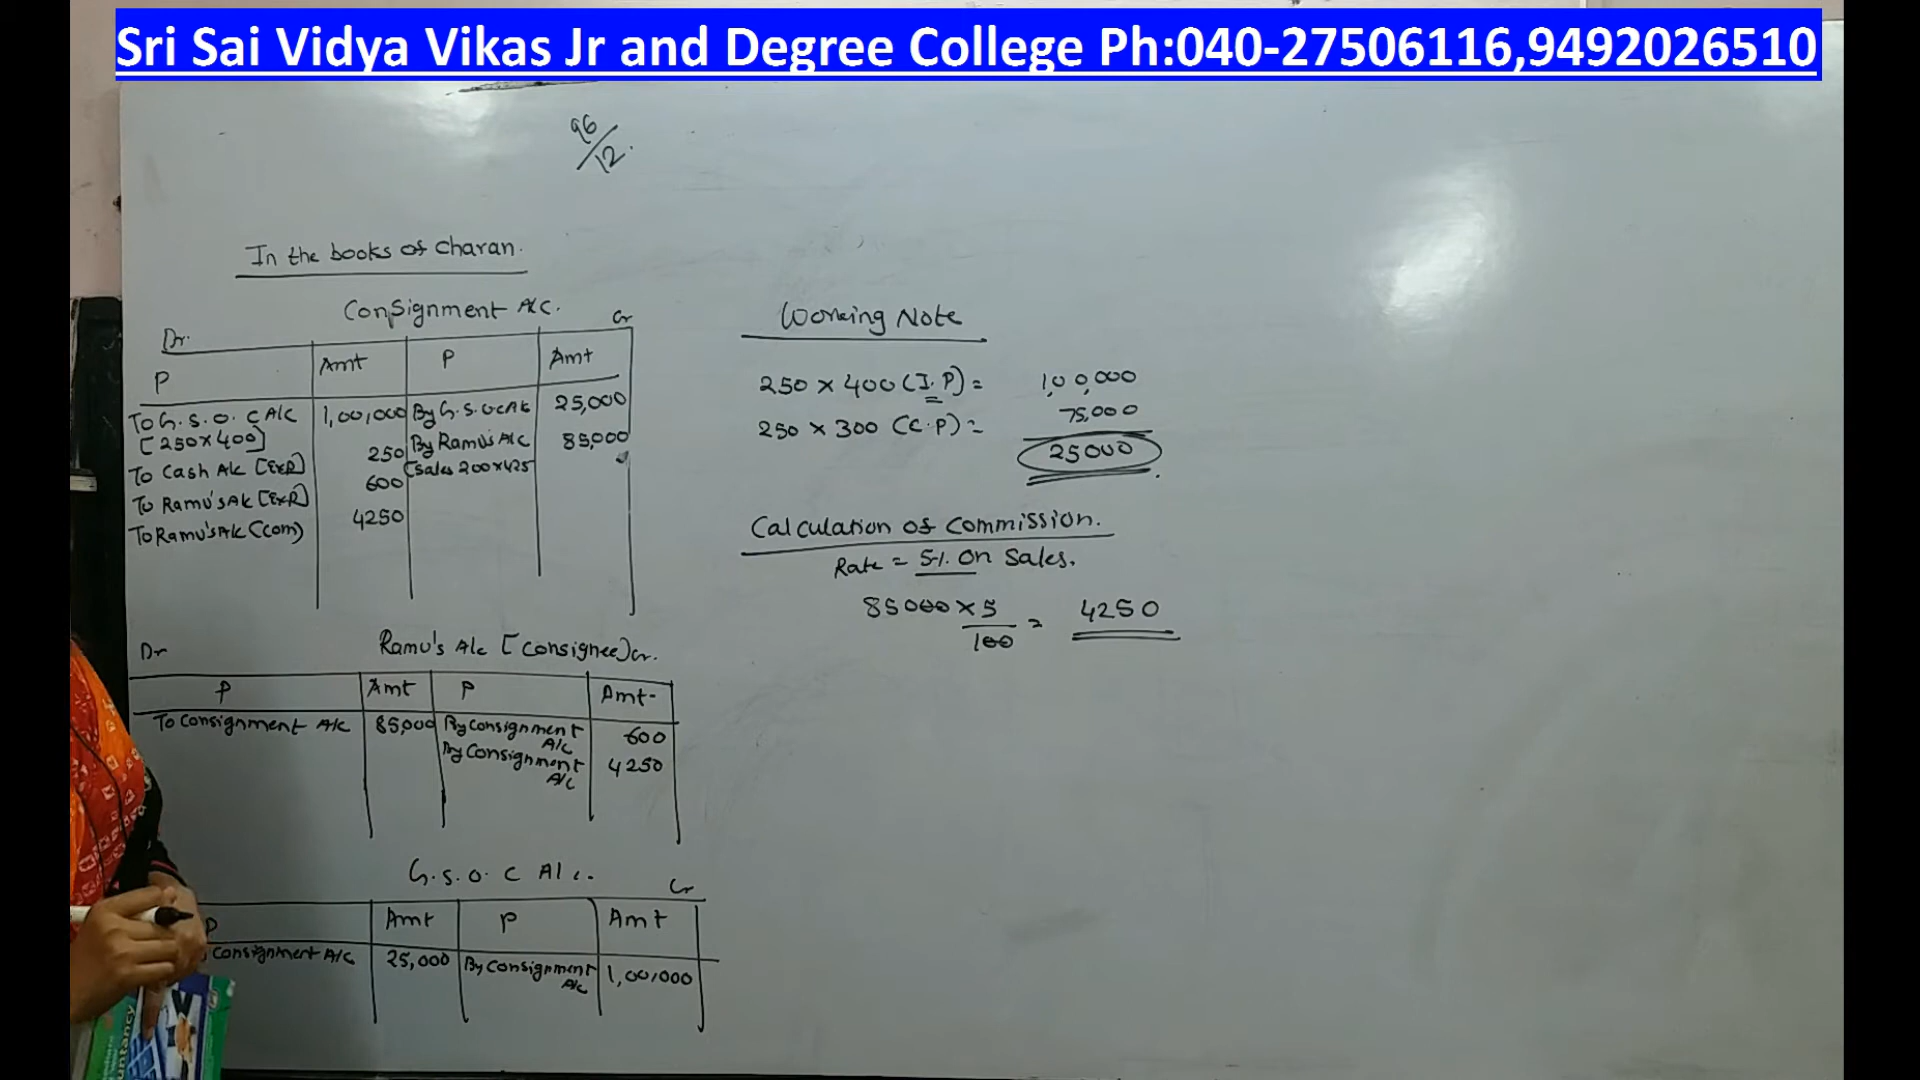 Sri Sai Vidya Vikas Jr and Degree College Ph:040-27506116,9492026510
96/12.
In the books of charan.
Consignment A/C.
Dr. Cr
P Amt P Amt
To G.S.O.C A/C 1,00,000 By G.S.OC A/c 25,000
[250x400]
To Cash A/c [Exp] 250 By Ramu's A/C 85,000
[Sales 200x425
To Ramu's A/c [Exp] 600
To Ramu's A/c (com) 4250
Dr Ramu's A/c [Consignee] Cr.
P Amt P Amt-
To Consignment A/c 85,000 By consignment A/c 600
By Consignment A/c 4250
G.S.O.C A/c.
Cr
P Amt P Amt
Consignment A/c 25,000 By Consignment A/c 1,00,000
Working Note
250 x 400 (I.P) = 1,00,000
250 x 300 (C.P) = 75,000
25000
Calculation of Commission.
Rate = 5%. On Sales.
85000 x 5/100 = 4250
untancy